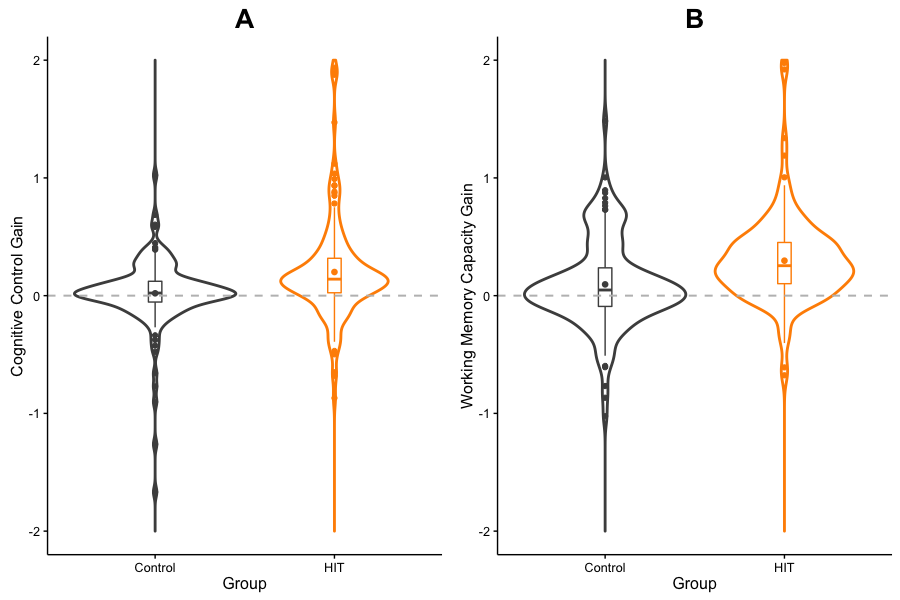 A
Cognitive Control Gain
2
1
0
-1
-2
Control
HIT
Group
B
Working Memory Capacity Gain
2
1
0
-1
-2
Control
HIT
Group